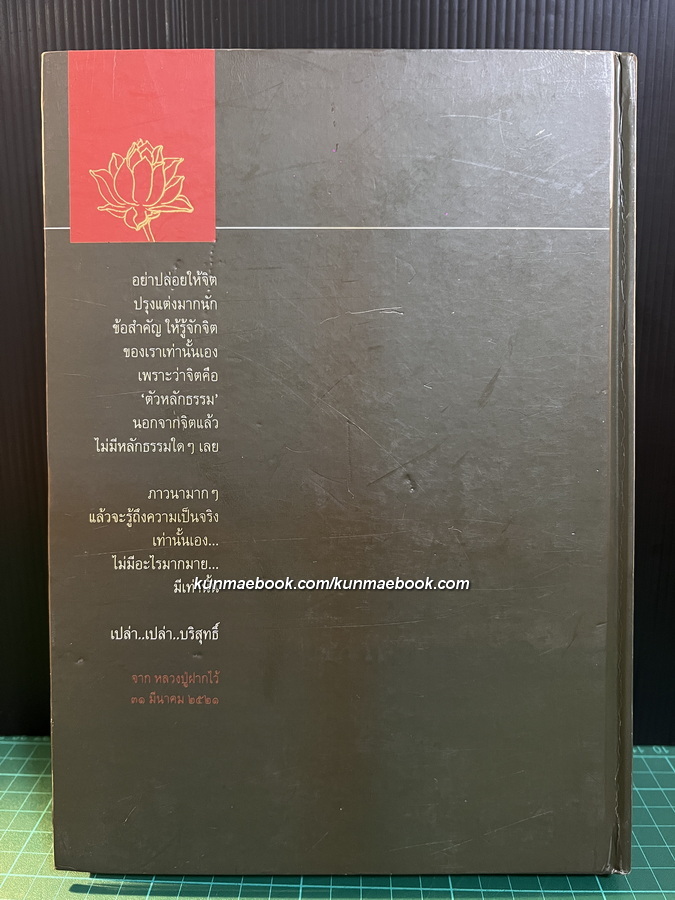 อย่าปล่อยให้จิต
ปรุงแต่งมากนัก
ข้อสำคัญ ให้รู้จักจิต
ของเราเท่านั้นเอง
เพราะว่าจิตคือ
‘ตัวหลักธรรม’
นอกจากจิตแล้ว
ไม่มีหลักธรรมใด ๆ เลย
ภาวนามาก ๆ
แล้วจะรู้ถึงความเป็นจริง
เท่านั้นเอง...
ไม่มีอะไรมากมาย...
มีเท่านั้น
kunmaebook.com/kunmaebook.com
เปล่า..เปล่า..บริสุทธิ์
จาก หลวงปู่ฝากไว้
๓๑ มีนาคม ๒๕๒๑
10